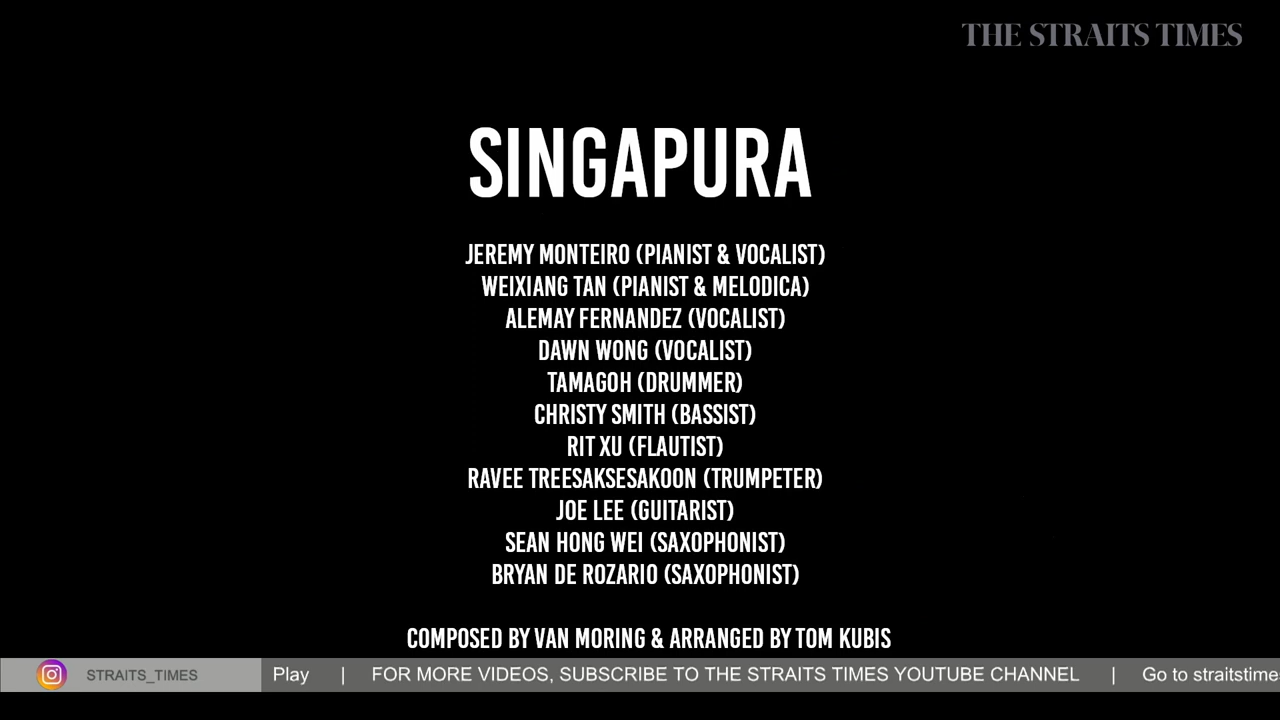 THE STRAITS TIMES
SINGAPURA
JEREMY MONTEIRO (PIANIST & VOCALIST)
WEIXIANG TAN (PIANIST & MELODICA)
ALEMAY FERNANDEZ (VOCALIST)
DAWN WONG (VOCALIST)
TAMAGOH (DRUMMER)
CHRISTY SMITH (BASSIST)
RIT XU (FLAUTIST)
RAVEE TREESAKSESAKOON (TRUMPETER)
JOE LEE (GUITARIST)
SEAN HONG WEI (SAXOPHONIST)
BRYAN DE ROZARIO (SAXOPHONIST)
COMPOSED BY VAN MORING & ARRANGED BY TOM KUBIS
STRAITS_TIMES Play | FOR MORE VIDEOS, SUBSCRIBE TO THE STRAITS TIMES YOUTUBE CHANNEL | Go to straitstimes